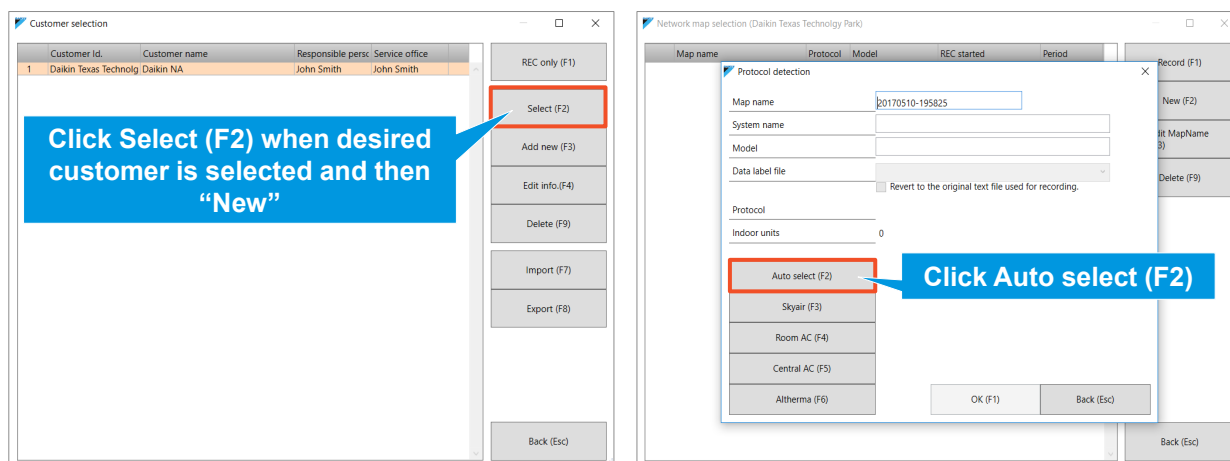 Customer selection
Customer Id. Customer name Responsible perso Service office
1 Daikin Texas Technolg Daikin NA John Smith John Smith
REC only (F1)
Select (F2)
Add new (F3)
Edit info.(F4)
Delete (F9)
Import (F7)
Export (F8)
Back (Esc)
Click Select (F2) when desired
customer is selected and then
“New”
Network map selection (Daikin Texas Technolgy Park)
Map name Protocol Model REC started Period
Record (F1)
New (F2)
dit MapName
3)
Delete (F9)
Back (Esc)
Protocol detection
Map name 20170510-195825
System name
Model
Data label file
Revert to the original text file used for recording.
Protocol
Indoor units 0
Auto select (F2)
Skyair (F3)
Room AC (F4)
Central AC (F5)
Altherma (F6)
OK (F1)
Back (Esc)
Click Auto select (F2)